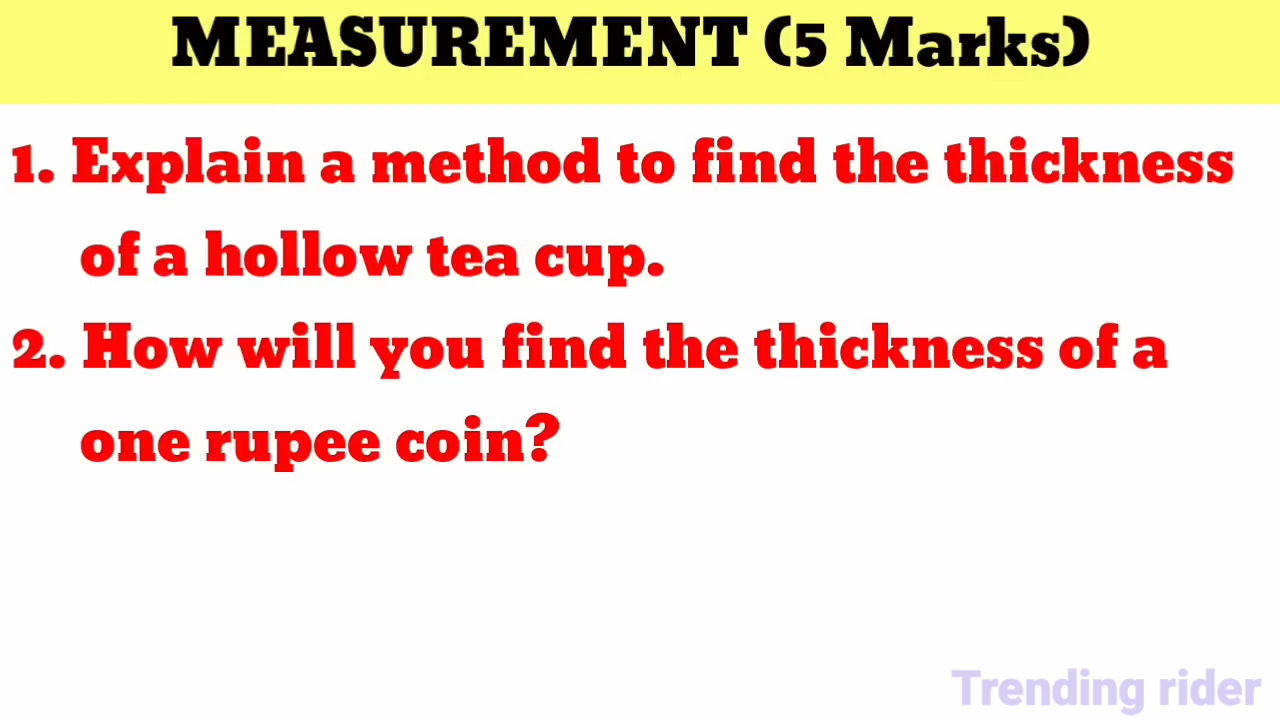 MEASUREMENT (5 Marks)
1. Explain a method to find the thickness
of a hollow tea cup.
2. How will you find the thickness of a
one rupee coin?
Trending rider